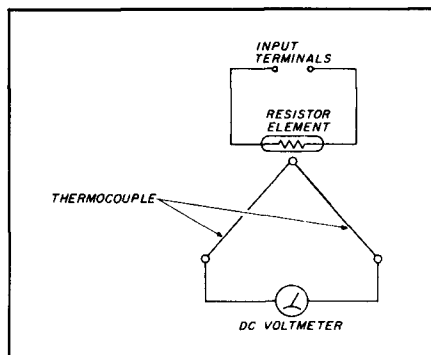 INPUT
TERMINALS
RESISTOR
ELEMENT
THERMOCOUPLE
DC VOLTMETER